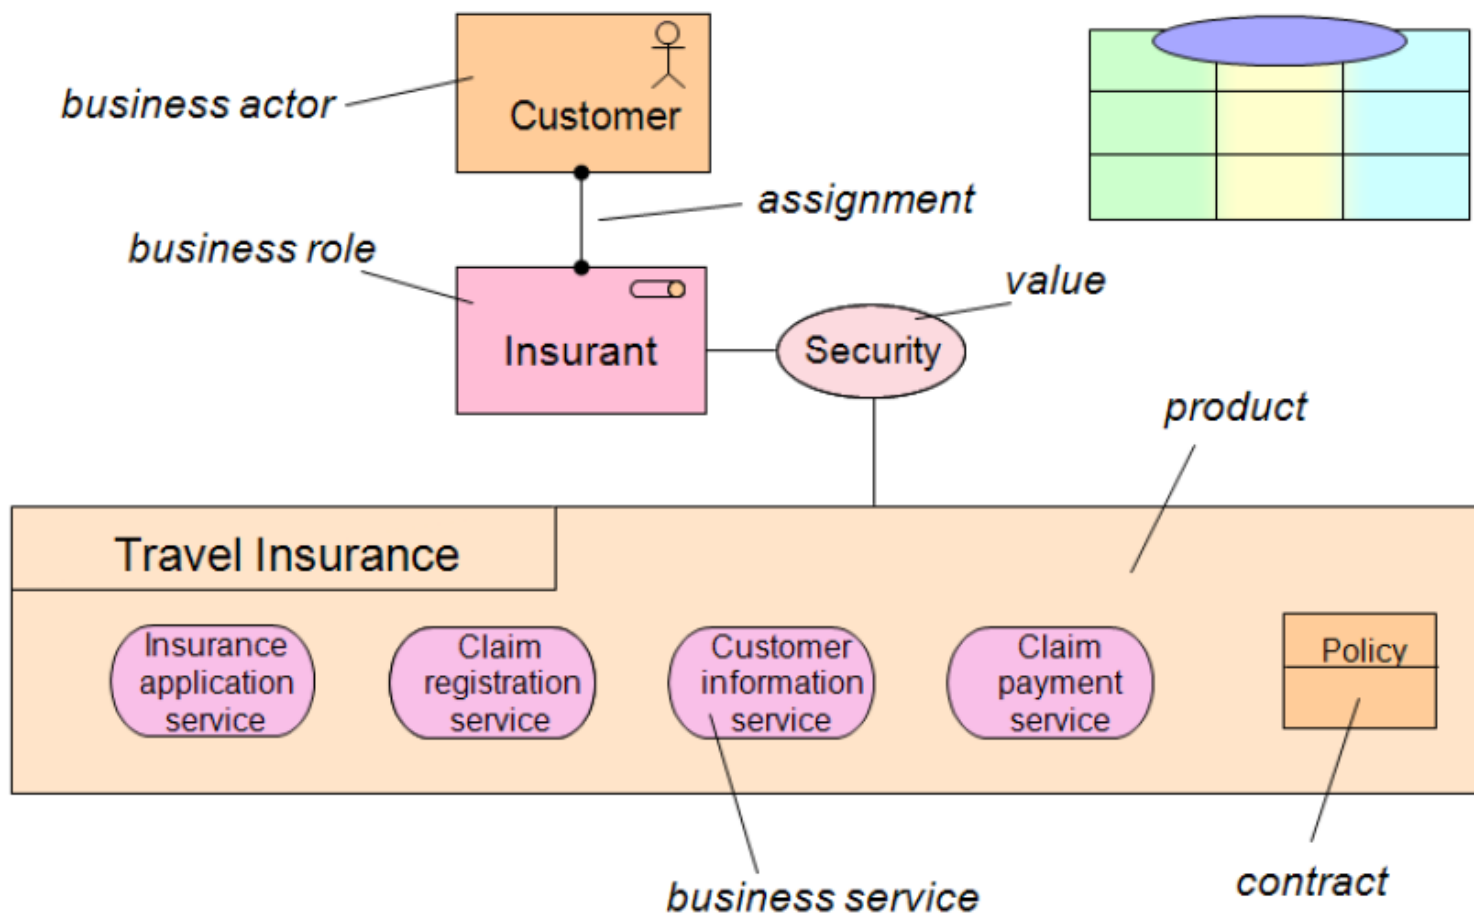 business actor
Customer
assignment
business role
value
Insurant
Security
product
Travel Insurance
Insurance
application
service
Claim
registration
service
Customer
information
service
Claim
payment
service
Policy
business service
contract